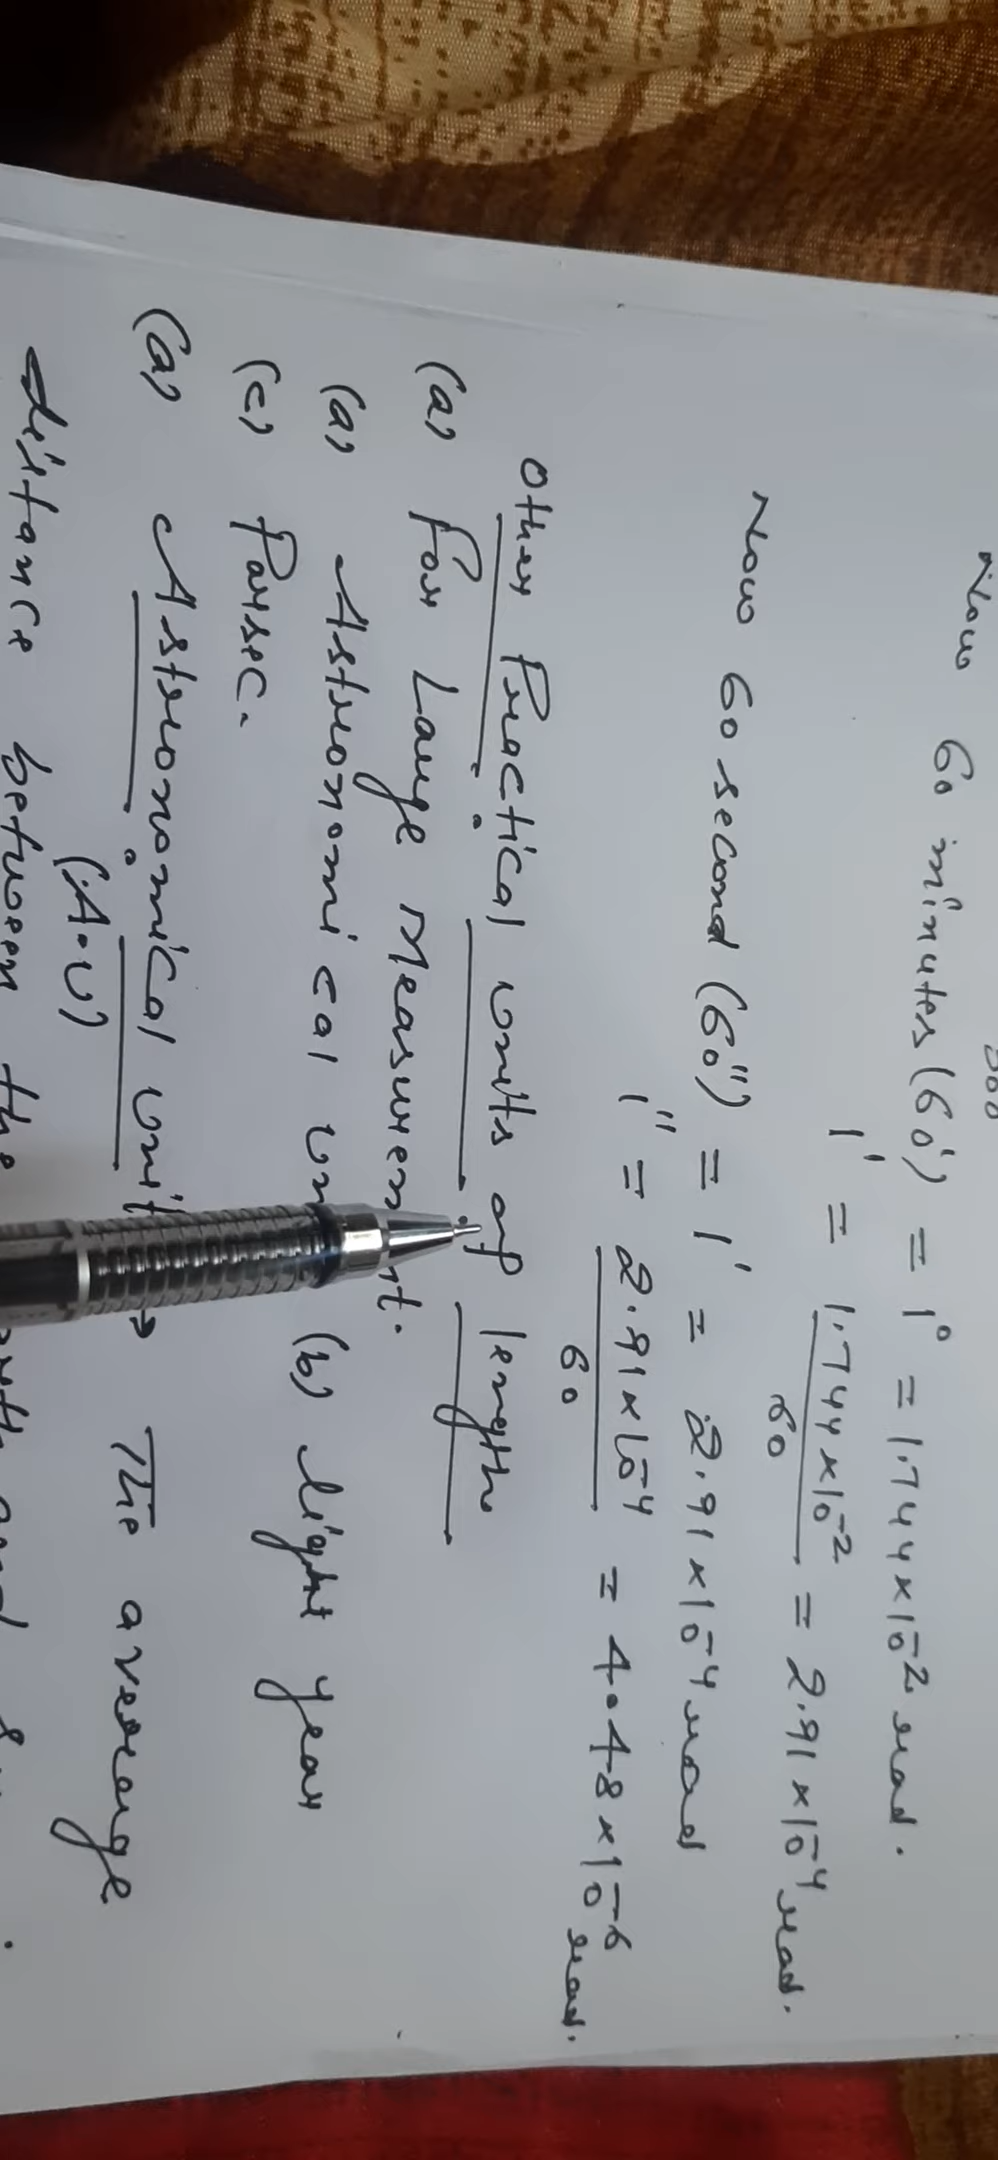 Now 60 minutes (60') = 1° = 1.744 × 10^-2 rad.
1' = 1.744 × 10^-2 / 60 = 2.91 × 10^-4 rad.
Now 60 second (60") = 1' = 2.91 × 10^-4 rad
1" = 2.91 × 10^-4 / 60 = 4.48 × 10^-6 rad.
Other Practical units of length
(a) For Large Measurement.
(a) Astronomical (b) light year
(c) Parsec.
(a) Astronomical unit → The average
(A.U)
distance between the